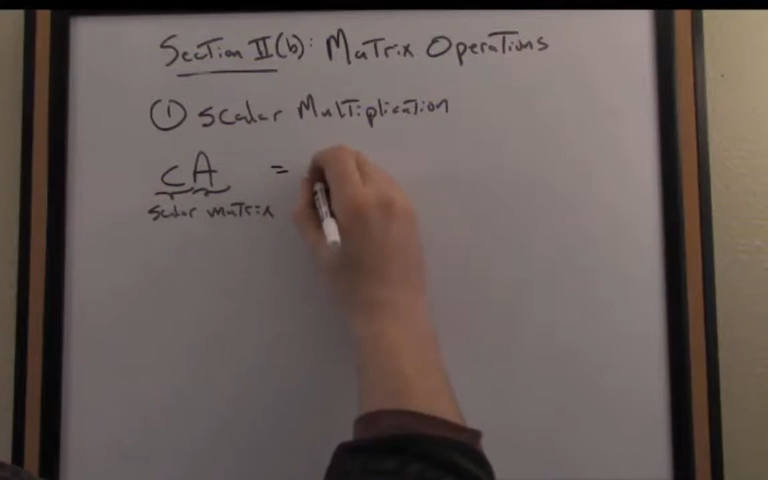 Section II(b): Matrix Operations
① Scalar Multiplication
cA =
scalar matrix